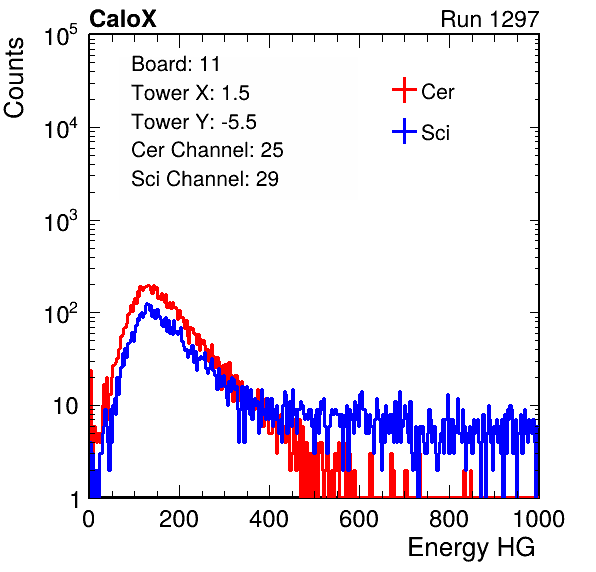 CaloX Run 1297
Counts
Board: 11
Tower X: 1.5
Tower Y: -5.5
Cer Channel: 25
Sci Channel: 29
Cer
Sci
10^5
10^4
10^3
10^2
10
1
0 200 400 600 800 1000
Energy HG